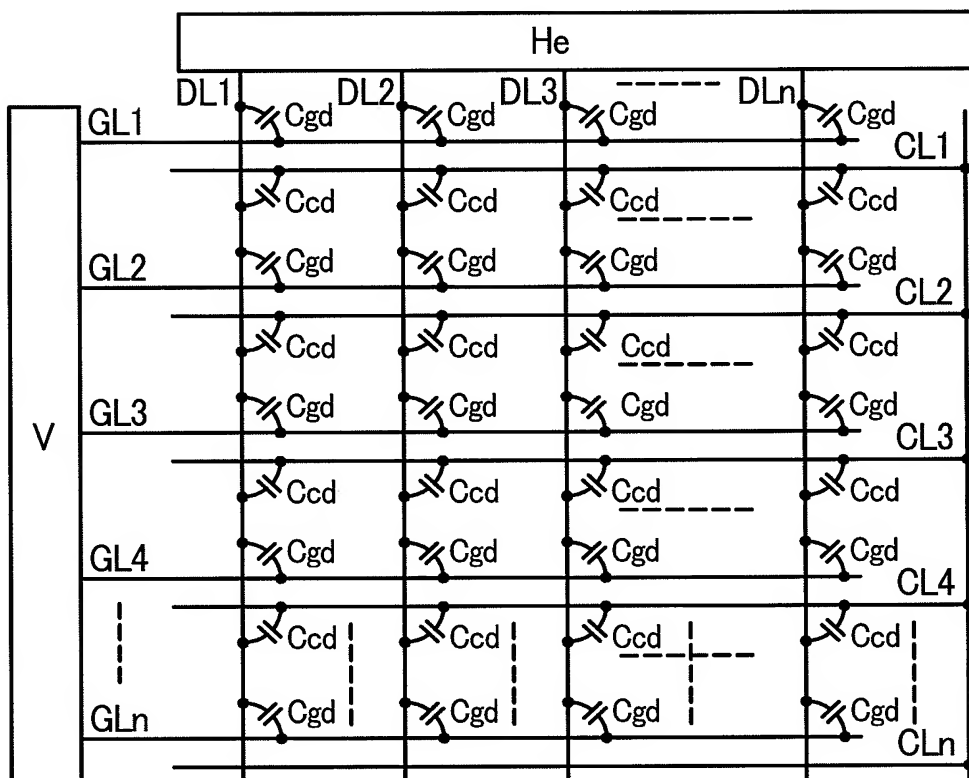 He
DL1 DL2 DL3 DLn
GL1 Cgd Cgd Cgd Cgd
CL1
Ccd Ccd Ccd Ccd
GL2 Cgd Cgd Cgd Cgd
CL2
Ccd Ccd Ccd Ccd
V GL3 Cgd Cgd Cgd Cgd
CL3
Ccd Ccd Ccd Ccd
GL4 Cgd Cgd Cgd Cgd
CL4
Ccd Ccd Ccd Ccd
GLn Cgd Cgd Cgd Cgd
CLn